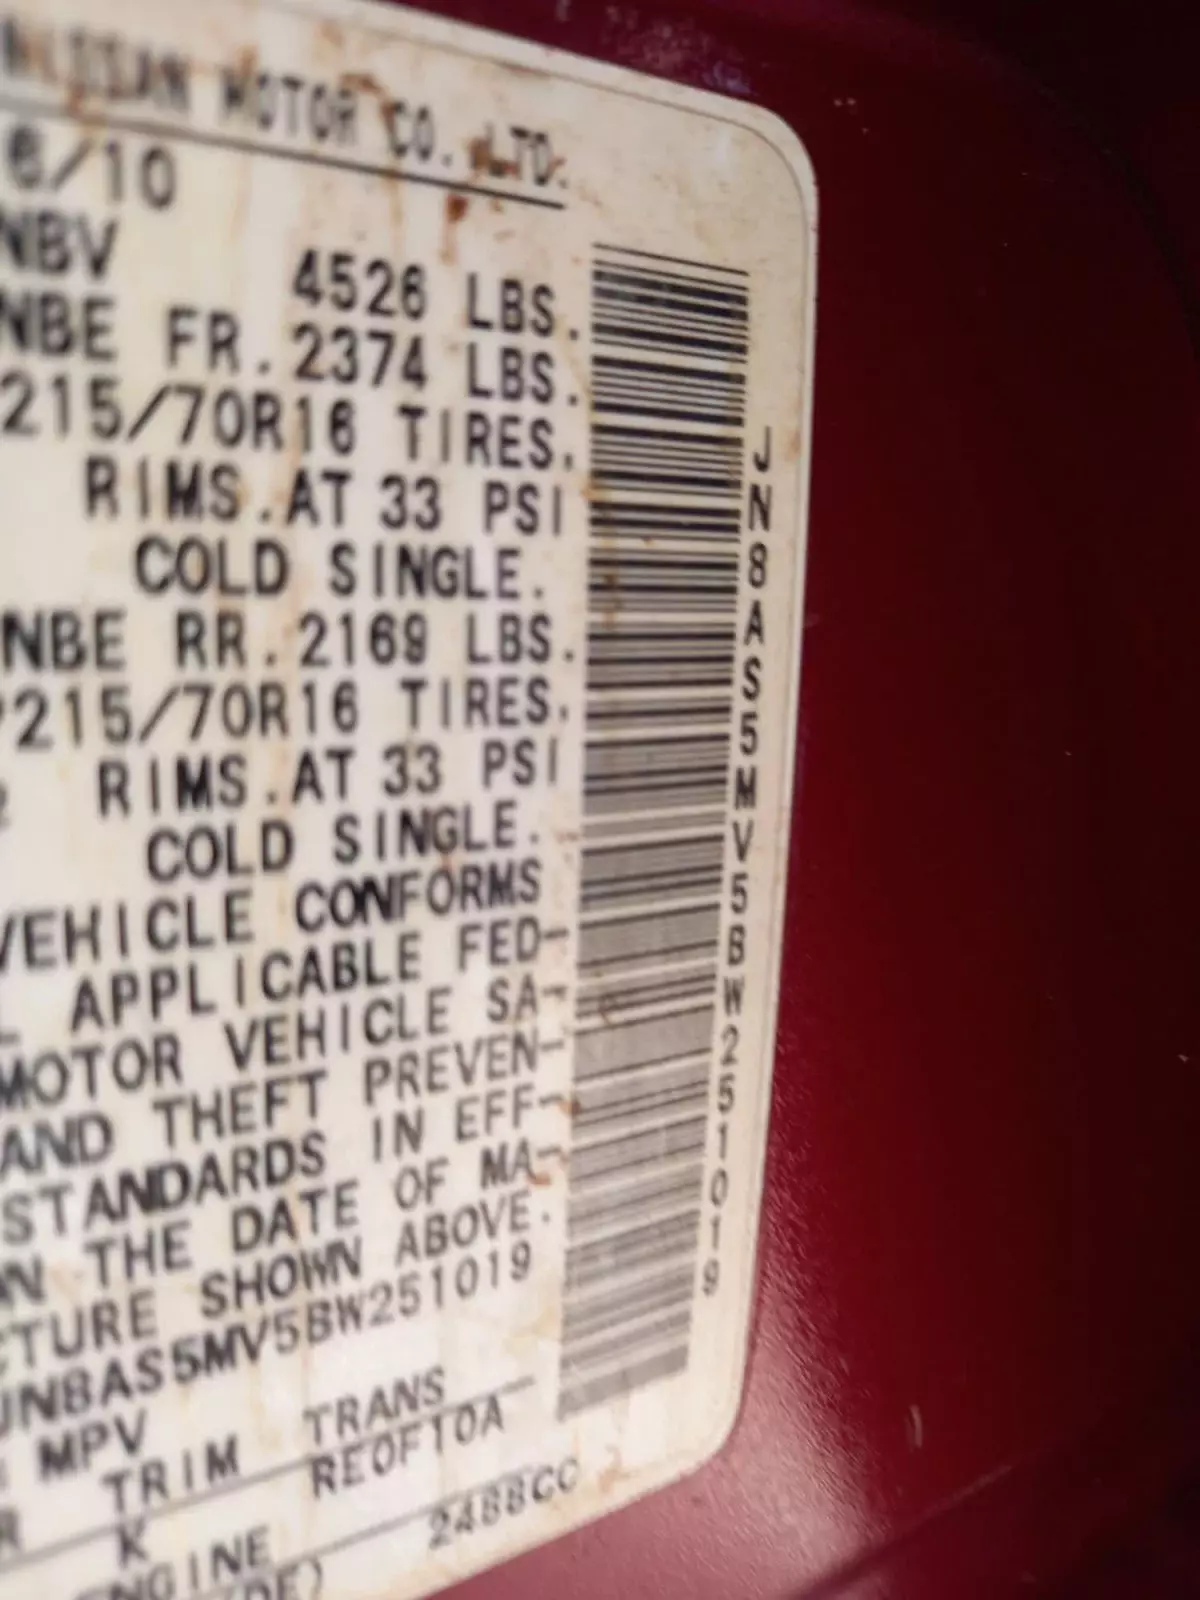 NISSAN MOTOR CO. LTD.
6/10
NBV 4526 LBS.
NBE FR. 2374 LBS.
215/70R16 TIRES.
RIMS. AT 33 PSI
COLD SINGLE.
NBE RR. 2169 LBS.
P215/70R16 TIRES.
RIMS. AT 33 PSI
COLD SINGLE.
VEHICLE CONFORMS
APPLICABLE FED-
MOTOR VEHICLE SA-
AND THEFT PREVEN-
STANDARDS IN EFF-
THE DATE OF MA-
CTURE SHOWN ABOVE.
JN8AS5MV5BW251019
MPV
TRIM TRANS
K RE0F10A
ENGINE 2488CC
JN8AS5MV5BW251019